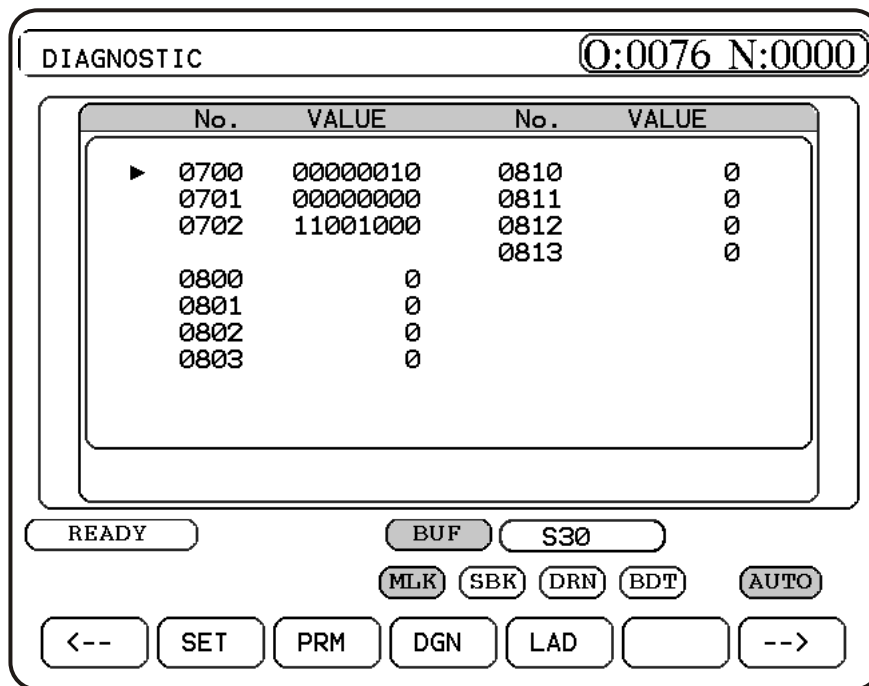 DIAGNOSTIC O:0076 N:0000
No. VALUE No. VALUE
► 0700 00000010 0810 0
0701 00000000 0811 0
0702 11001000 0812 0
0813 0
0800 0
0801 0
0802 0
0803 0
READY BUF S30
MLK SBK DRN BDT AUTO
<-- SET PRM DGN LAD -->